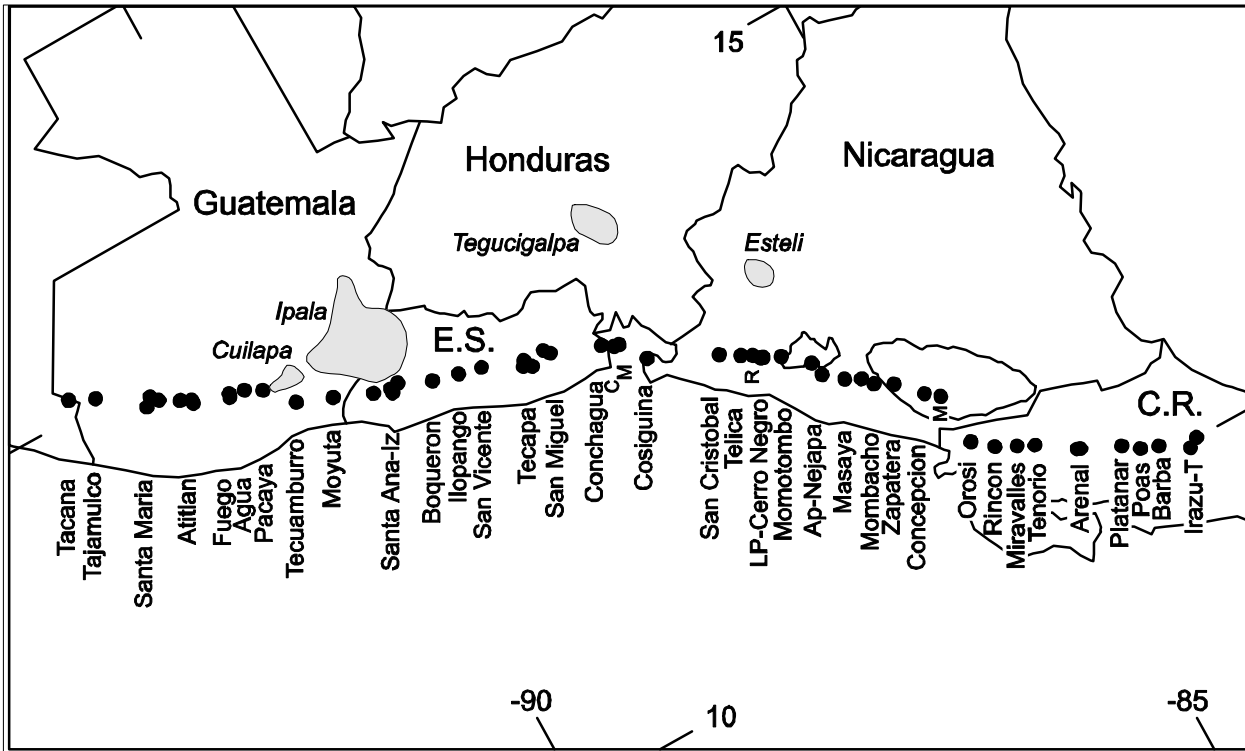 15
Honduras
Nicaragua
Guatemala
Tegucigalpa
Esteli
Ipala
Cuilapa
E.S.
C.R.
Tacana
Tajamulco
Santa Maria
Atitlan
Fuego
Agua
Pacaya
Tecuamburro
Moyuta
Santa Ana-Iz
Boqueron
Ilopango
San Vicente
Tecapa
San Miguel
Conchagua
C
M
Cosiguina
San Cristobal
Telica
R
LP-Cerro Negro
Momotombo
Ap-Nejapa
Masaya
Mombacho
Zapatera
Concepcion
M
Orosi
Rincon
Miravalles
Tenorio
Arenal
Platanar
Poas
Barba
Irazu-T
-90
10
-85